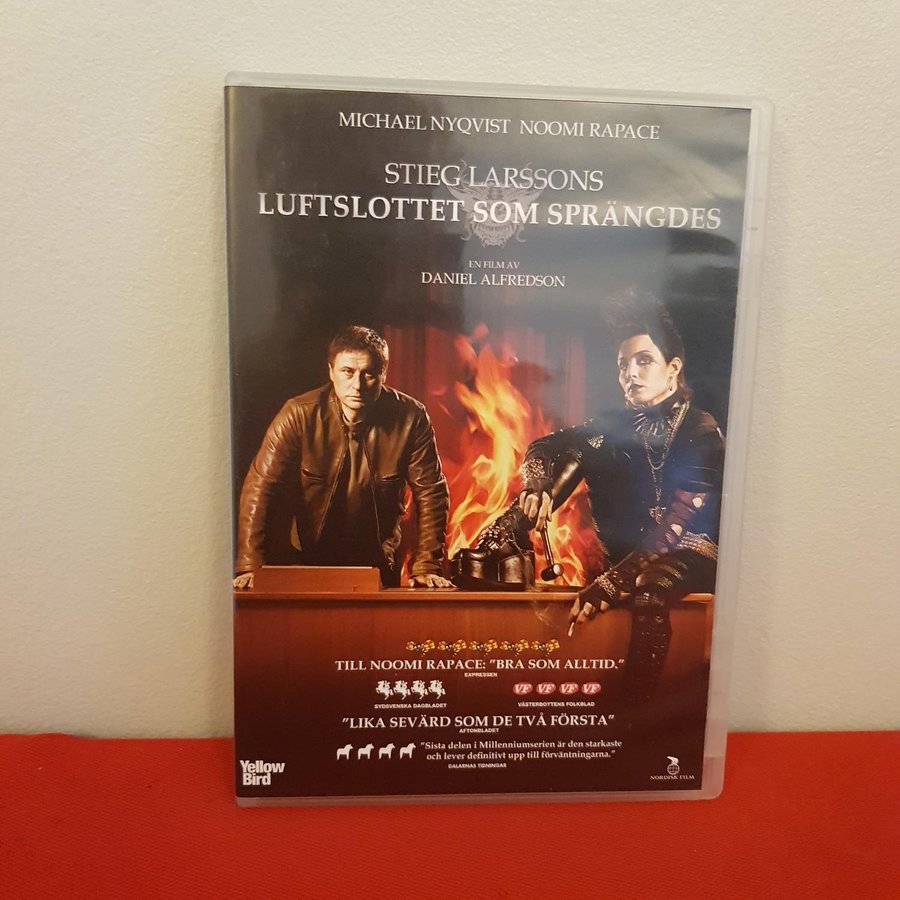 MICHAEL NYQVIST NOOMI RAPACE
STIEG LARSSONS
LUFTSLOTTET SOM SPRÄNGDES
EN FILM AV
DANIEL ALFREDSON
TILL NOOMI RAPACE: "BRA SOM ALLTID."
EXPRESSEN
SYDSVENSKA DAGBLADET
VF VF VF VF
VÄSTERBOTTENS FOLKBLAD
"LIKA SEVÄRD SOM DE TVÅ FÖRSTA"
AFTONBLADET
"Sista delen i Millenniumserien är den starkaste
och lever definitivt upp till förväntningarna."
DALARNAS TIDNINGAR
Yellow
Bird
NORDISK FILM